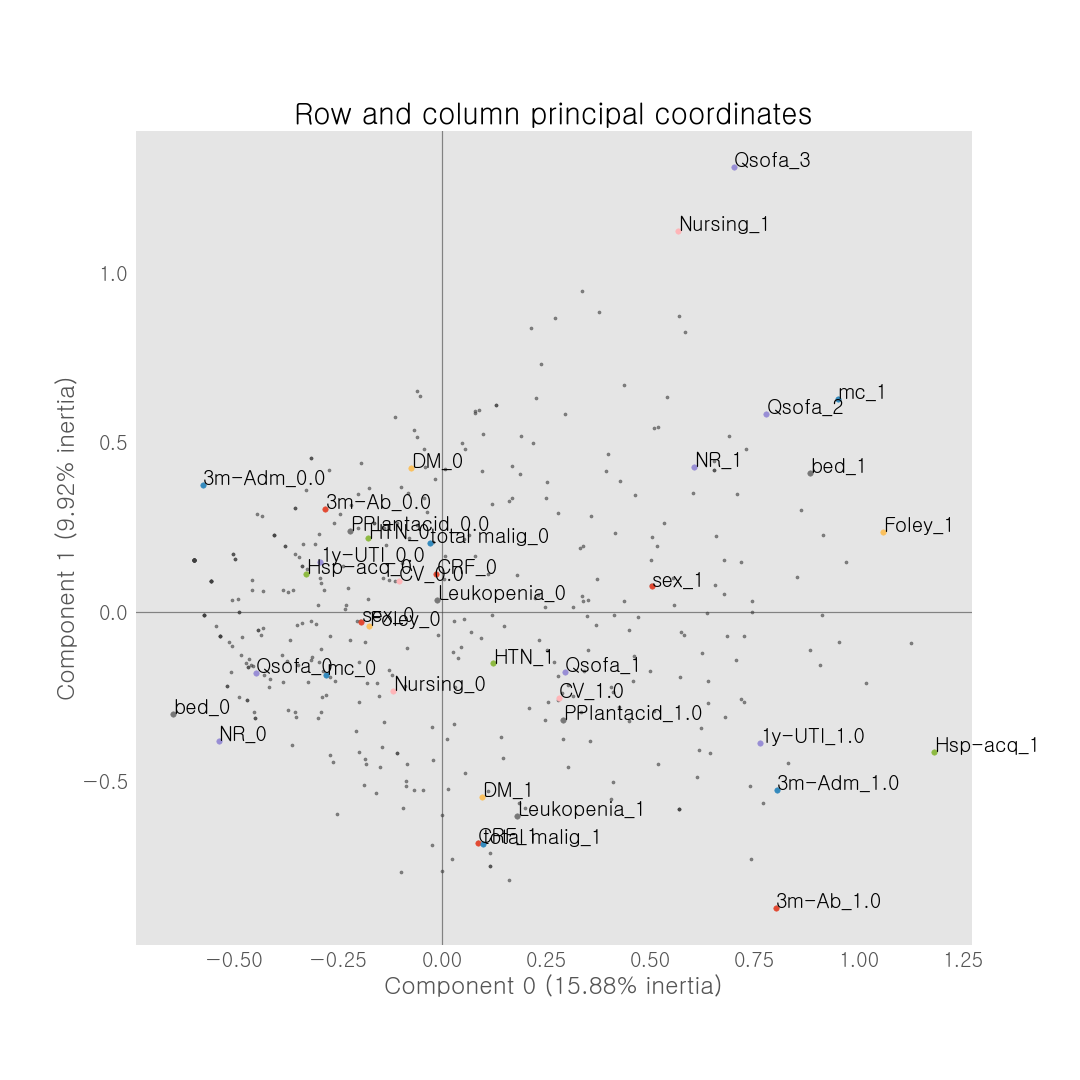 Row and column principal coordinates
Qsofa_3
Nursing_1
1.0
mc_1
Qsofa_2
0.5
DM_0
NR_1
bed_1
3m-Adm_0.0
3m-Ab_0.0
PPIantacid_0.0
Foley_1
HTN_0
total malig_0
1y-UTI_0.0
Hsp-acq_0
CV_0.0
CRF_0
sex_1
Leukopenia_0
0.0
sex_0
Foley_0
HTN_1
Qsofa_0
mc_0
Qsofa_1
Nursing_0
CV_1.0
bed_0
PPIantacid_1.0
NR_0
1y-UTI_1.0
Hsp-acq_1
−0.5
DM_1
3m-Adm_1.0
Leukopenia_1
CRF_1
total malig_1
3m-Ab_1.0
−0.50 −0.25 0.00 0.25 0.50 0.75 1.00 1.25
Component 0 (15.88% inertia)
Component 1 (9.92% inertia)